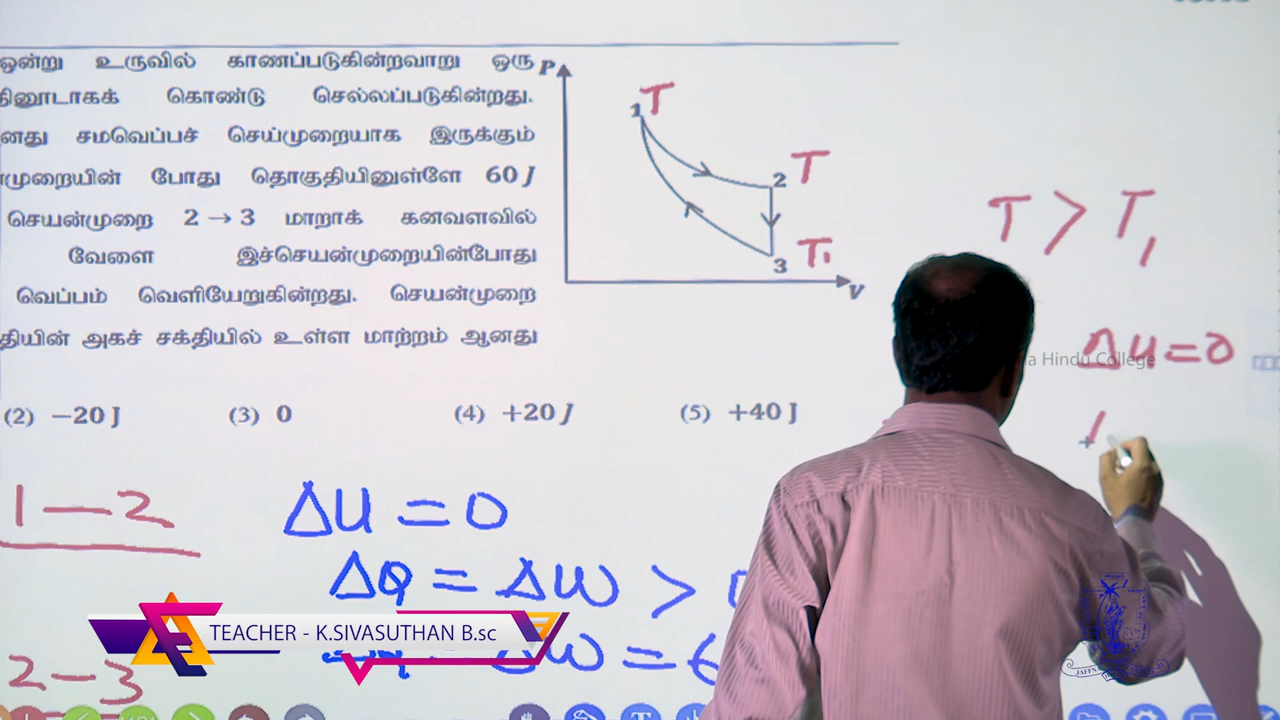 ஒன்று உருவில் காணப்படுகின்றவாறு ஒரு
கொண்டு செல்லப்படுகின்றது.
சமவெப்பச் செய்முறையாக இருக்கும்
போது தொகுதியினுள்ளே 60 J
செயன்முறை 2 → 3 மாறாக் கனவளவில்
வேளை இச்செயன்முறையின்போது
வெப்பம் வெளியேறுகின்றது. செயன்முறை
அகச் சக்தியில் உள்ள மாற்றம் ஆனது
P
1 T
2 T
3 T₁
V
(2) −20 J (3) 0 (4) +20 J (5) +40 J
T > T₁
ΔU=0
a Hindu College
1—2
ΔU = 0
ΔQ = ΔW >
ΔW = 6
2—3
TEACHER - K.SIVASUTHAN B.sc